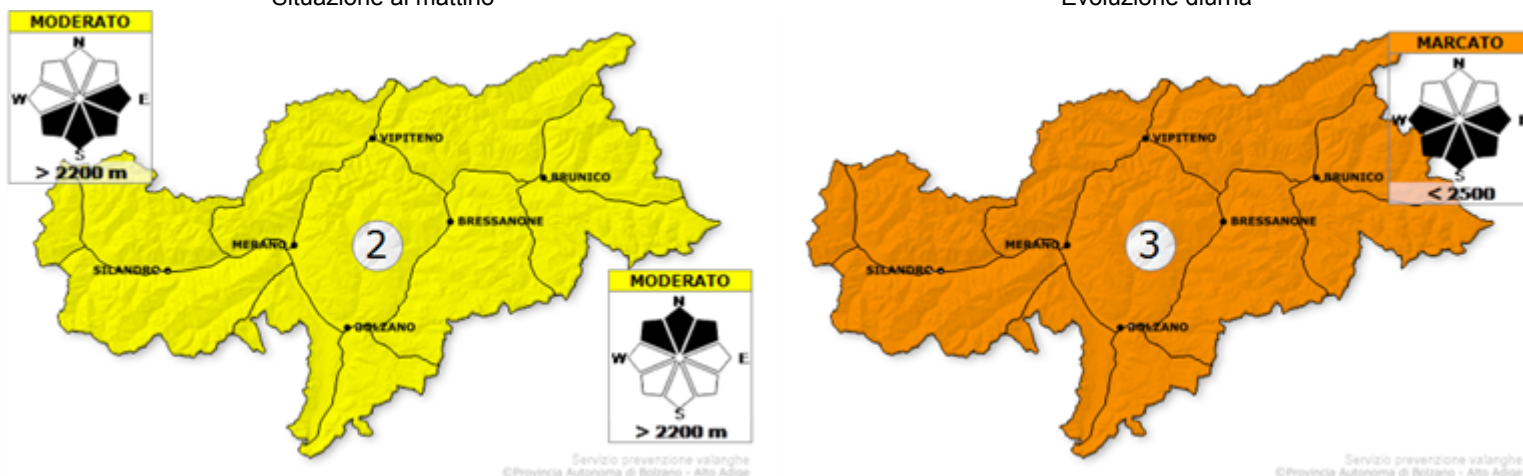 Situazione al mattino
MODERATO
N
W E
S
> 2200 m
VIPITENO
BRUNICO
BRESSANONE
MERANO
2
SILANDRO
BOLZANO
MODERATO
N
W E
S
> 2200 m
Servizio prevenzione valanghe
©Provincia Autonoma di Bolzano - Alto Adige
Evoluzione diurna
MARCATO
N
W E
S
< 2500
VIPITENO
BRUNICO
BRESSANONE
MERANO
3
SILANDRO
BOLZANO
Servizio prevenzione valanghe
©Provincia Autonoma di Bolzano - Alto Adige